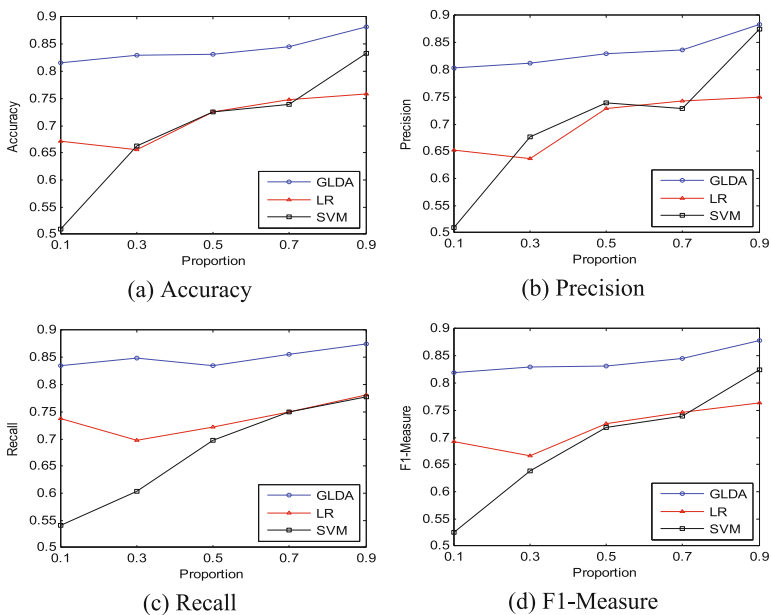 0.9
0.85
0.8
0.75
0.7
0.65
0.6
0.55
0.5
Accuracy
0.1 0.3 0.5 0.7 0.9
Proportion
GLDA
LR
SVM
(a) Accuracy
0.9
0.85
0.8
0.75
0.7
0.65
0.6
0.55
0.5
Precision
0.1 0.3 0.5 0.7 0.9
Proportion
GLDA
LR
SVM
(b) Precision
0.9
0.85
0.8
0.75
0.7
0.65
0.6
0.55
0.5
Recall
0.1 0.3 0.5 0.7 0.9
Proportion
GLDA
LR
SVM
(c) Recall
0.9
0.85
0.8
0.75
0.7
0.65
0.6
0.55
0.5
F1-Measure
0.1 0.3 0.5 0.7 0.9
Proportion
GLDA
LR
SVM
(d) F1-Measure